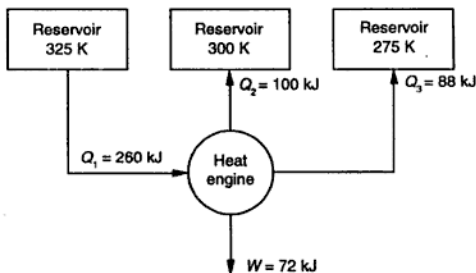 Reservoir
325 K
Reservoir
300 K
Reservoir
275 K
Q₂ = 100 kJ
Q₃ = 88 kJ
Q₁ = 260 kJ
Heat
engine
W = 72 kJ